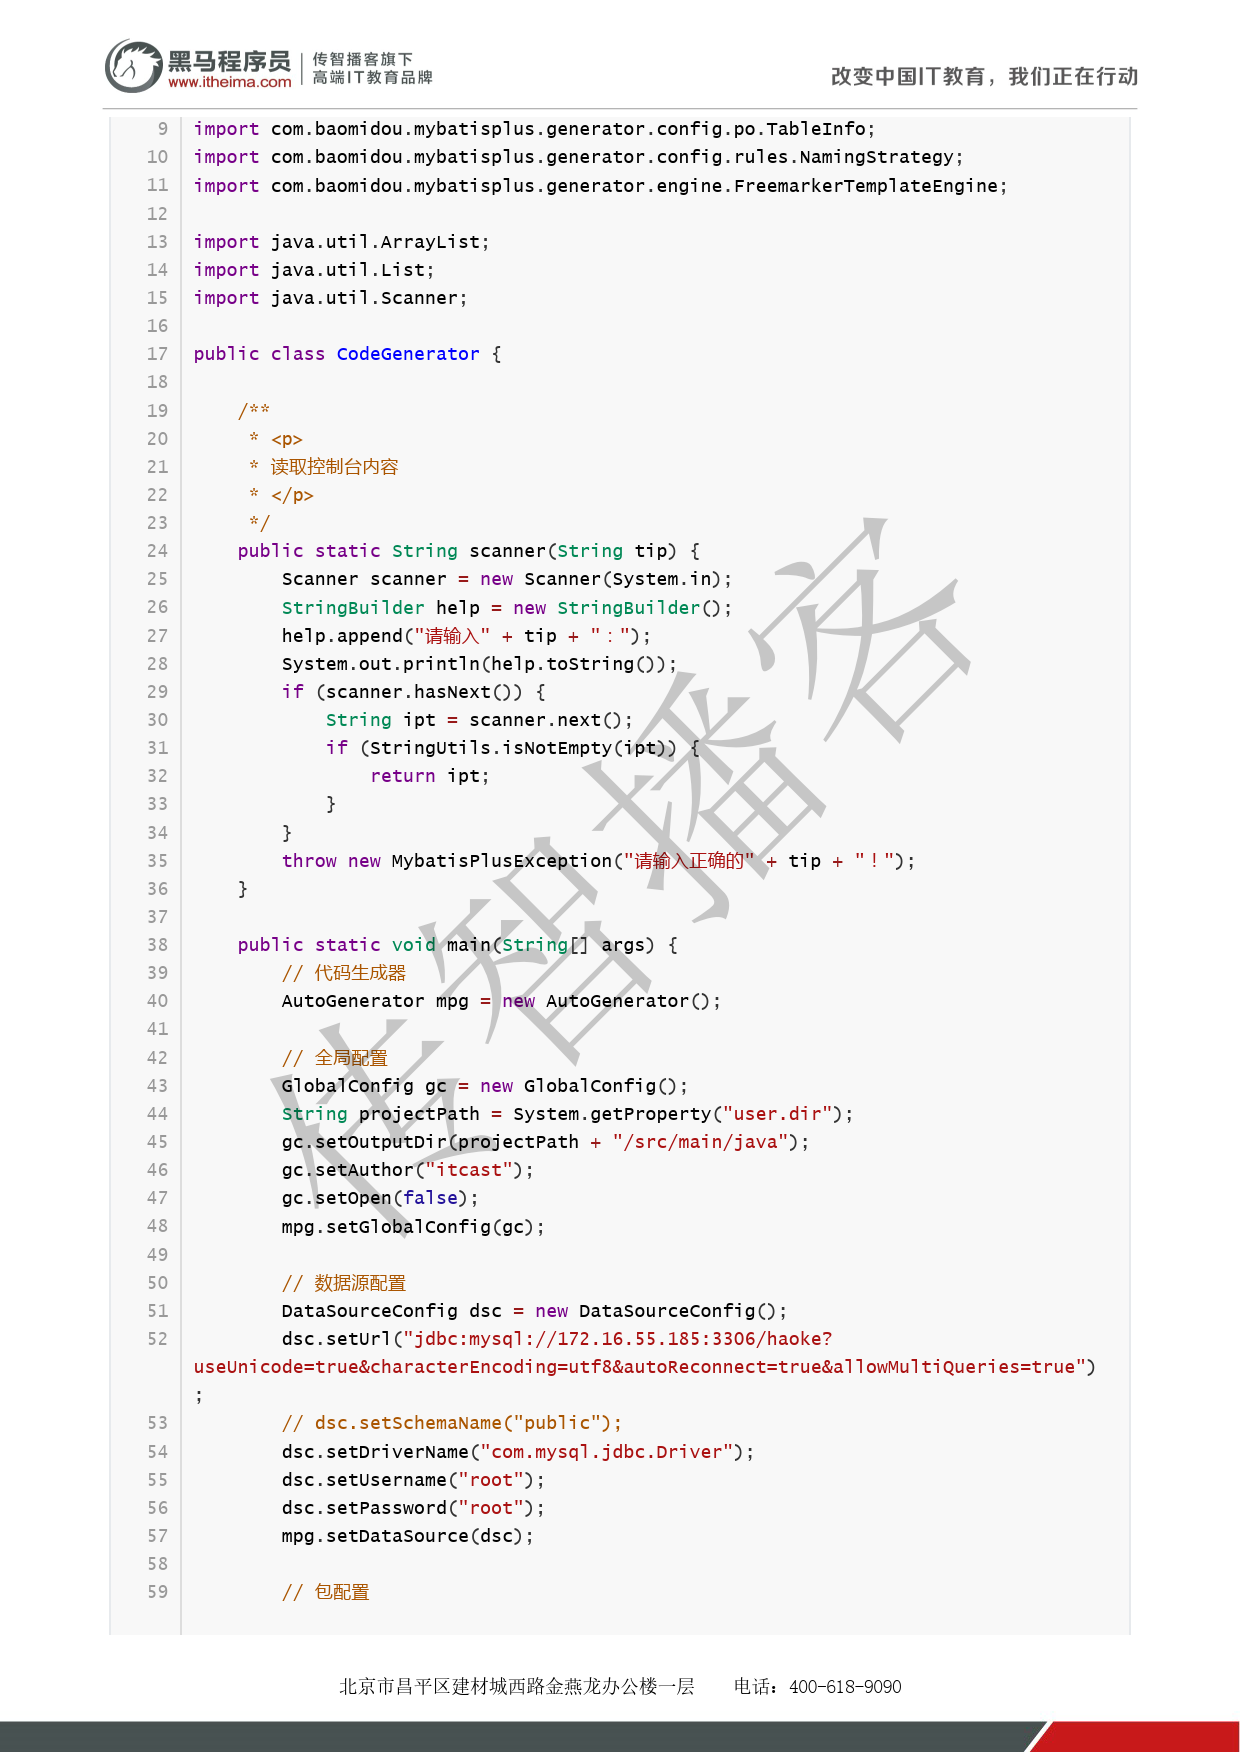 黑马程序员
www.itheima.com
传智播客旗下
高端IT教育品牌
改变中国IT教育，我们正在行动
9 import com.baomidou.mybatisplus.generator.config.po.TableInfo;
10 import com.baomidou.mybatisplus.generator.config.rules.NamingStrategy;
11 import com.baomidou.mybatisplus.generator.engine.FreemarkerTemplateEngine;
12
13 import java.util.ArrayList;
14 import java.util.List;
15 import java.util.Scanner;
16
17 public class CodeGenerator {
18
19     /**
20      * <p>
21      * 读取控制台内容
22      * </p>
23      */
24     public static String scanner(String tip) {
25         Scanner scanner = new Scanner(System.in);
26         StringBuilder help = new StringBuilder();
27         help.append("请输入" + tip + "：");
28         System.out.println(help.toString());
29         if (scanner.hasNext()) {
30             String ipt = scanner.next();
31             if (StringUtils.isNotEmpty(ipt)) {
32                 return ipt;
33             }
34         }
35         throw new MybatisPlusException("请输入正确的" + tip + "！");
36     }
37
38     public static void main(String[] args) {
39         // 代码生成器
40         AutoGenerator mpg = new AutoGenerator();
41
42         // 全局配置
43         GlobalConfig gc = new GlobalConfig();
44         String projectPath = System.getProperty("user.dir");
45         gc.setOutputDir(projectPath + "/src/main/java");
46         gc.setAuthor("itcast");
47         gc.setOpen(false);
48         mpg.setGlobalConfig(gc);
49
50         // 数据源配置
51         DataSourceConfig dsc = new DataSourceConfig();
52         dsc.setUrl("jdbc:mysql://172.16.55.185:3306/haoke?
useUnicode=true&characterEncoding=utf8&autoReconnect=true&allowMultiQueries=true")
;
53         // dsc.setSchemaName("public");
54         dsc.setDriverName("com.mysql.jdbc.Driver");
55         dsc.setUsername("root");
56         dsc.setPassword("root");
57         mpg.setDataSource(dsc);
58
59         // 包配置
传智播客
北京市昌平区建材城西路金燕龙办公楼一层 电话：400-618-9090